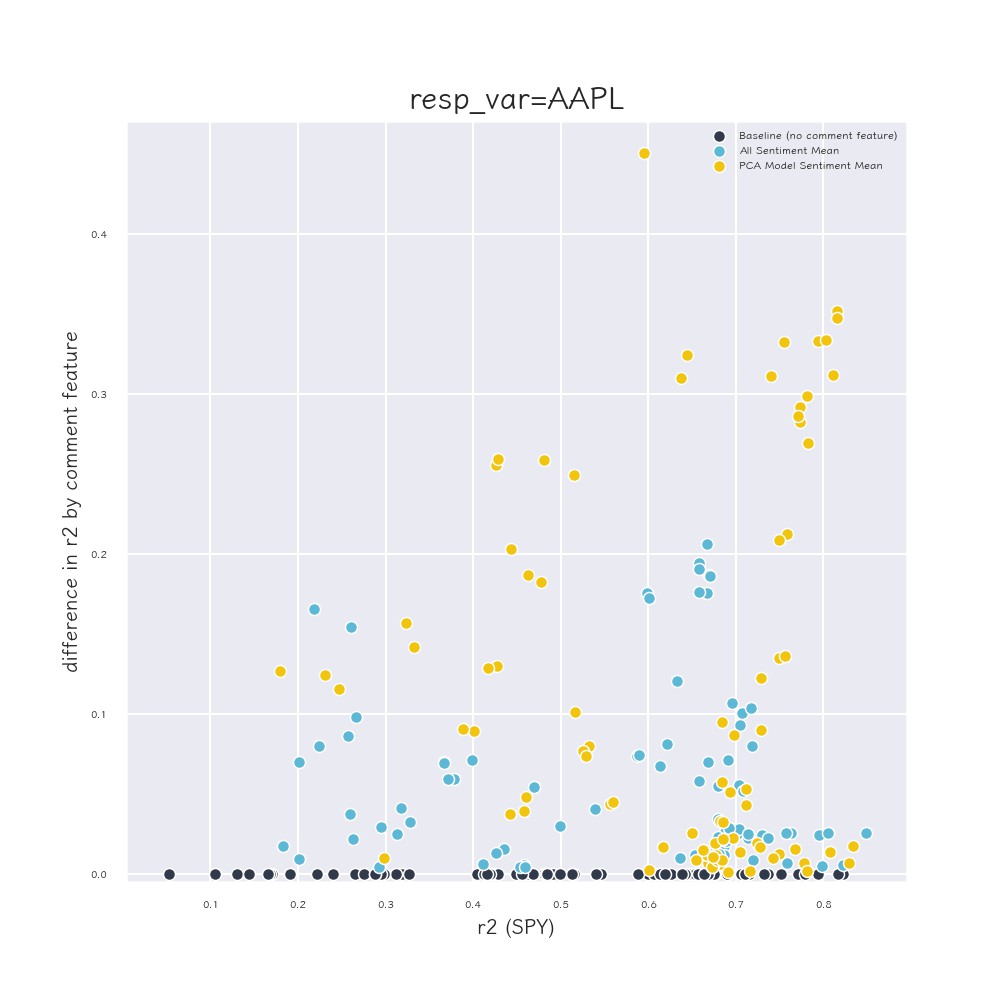 resp_var=AAPL
Baseline (no comment feature)
All Sentiment Mean
PCA Model Sentiment Mean
difference in r2 by comment feature
0.4
0.3
0.2
0.1
0.0
0.1 0.2 0.3 0.4 0.5 0.6 0.7 0.8
r2 (SPY)